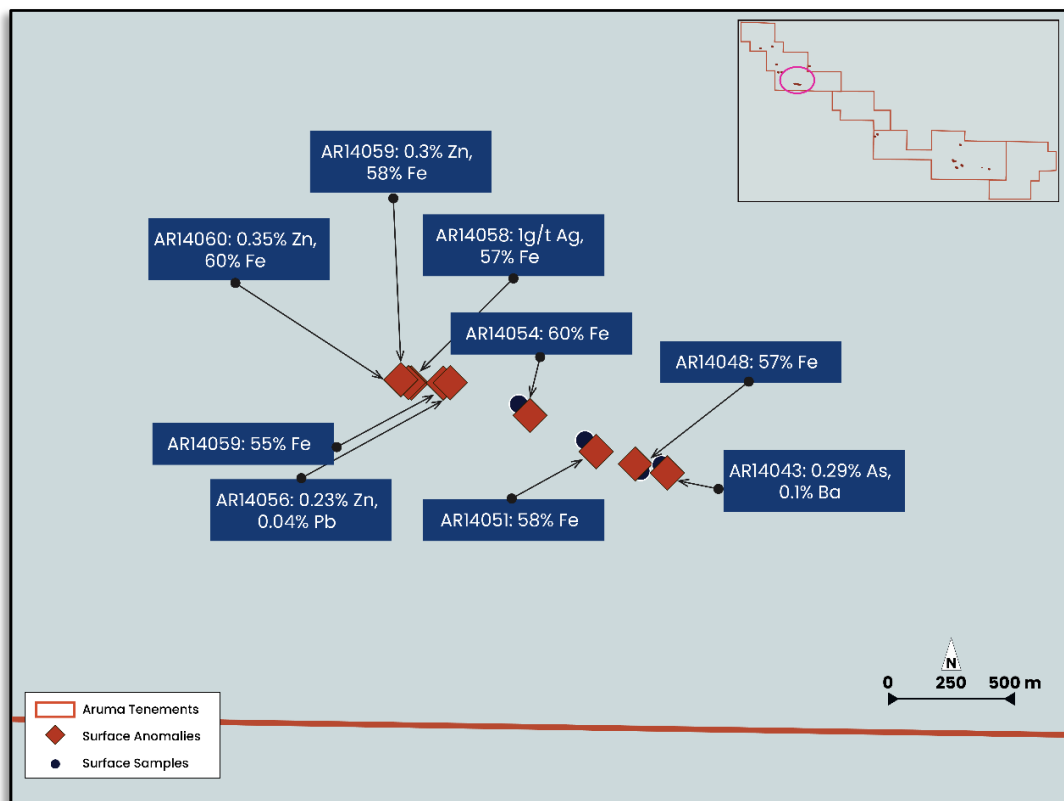 AR14059: 0.3% Zn,
58% Fe
AR14060: 0.35% Zn,
60% Fe
AR14058: 1g/t Ag,
57% Fe
AR14054: 60% Fe
AR14048: 57% Fe
AR14059: 55% Fe
AR14056: 0.23% Zn,
0.04% Pb
AR14051: 58% Fe
AR14043: 0.29% As,
0.1% Ba
N
0 250 500 m
Aruma Tenements
Surface Anomalies
Surface Samples